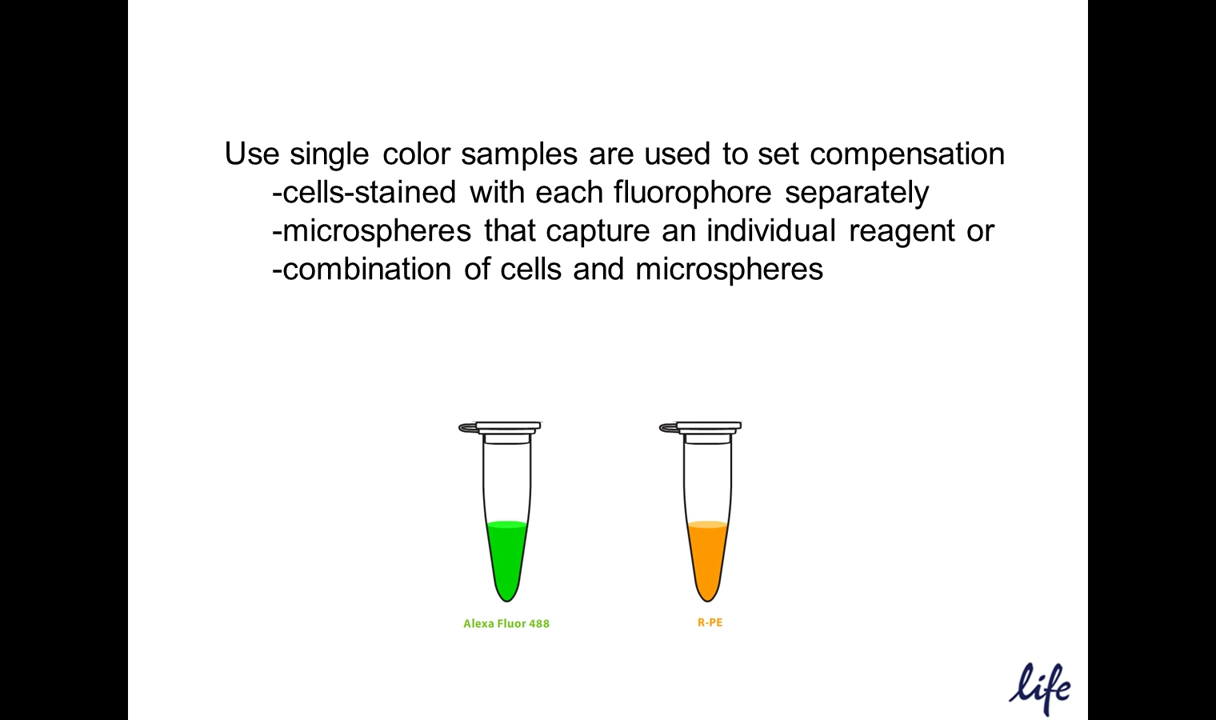 Use single color samples are used to set compensation
-cells-stained with each fluorophore separately
-microspheres that capture an individual reagent or
-combination of cells and microspheres
Alexa Fluor 488
R-PE
life